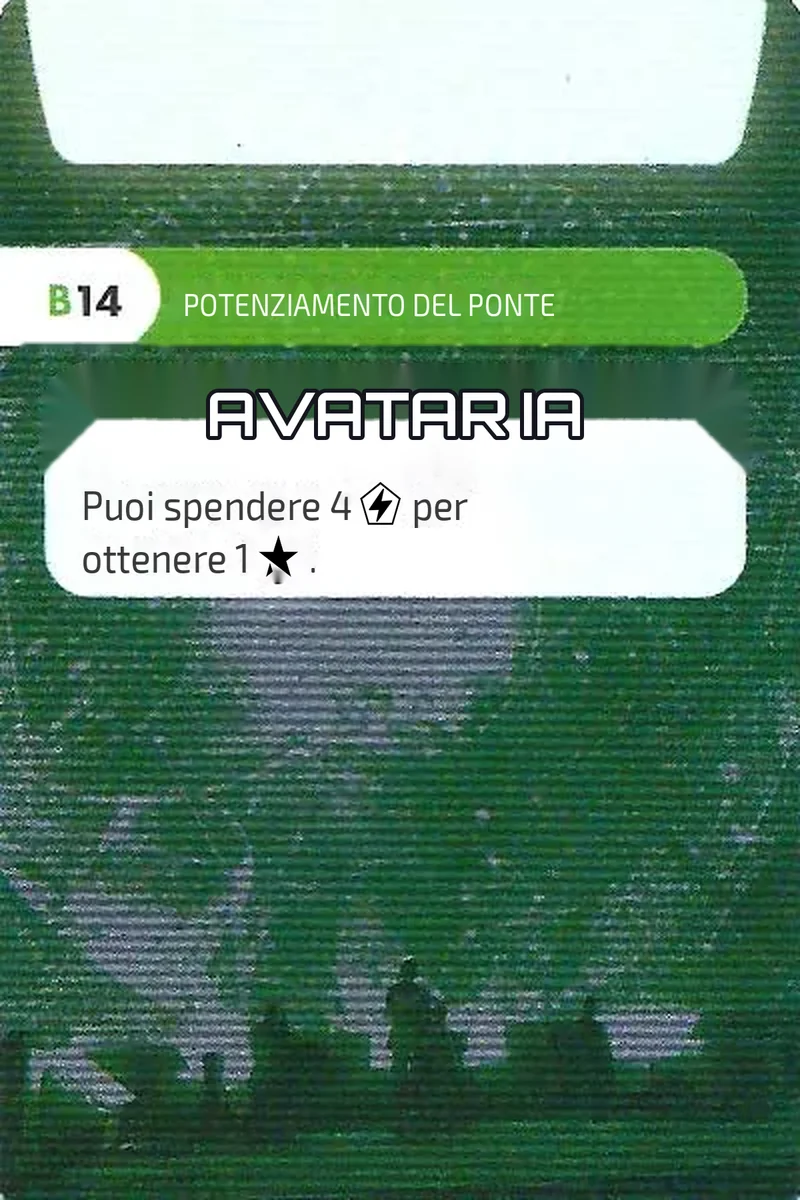 B14 POTENZIAMENTO DEL PONTE
AVATAR IA
Puoi spendere 4 per
ottenere 1 .